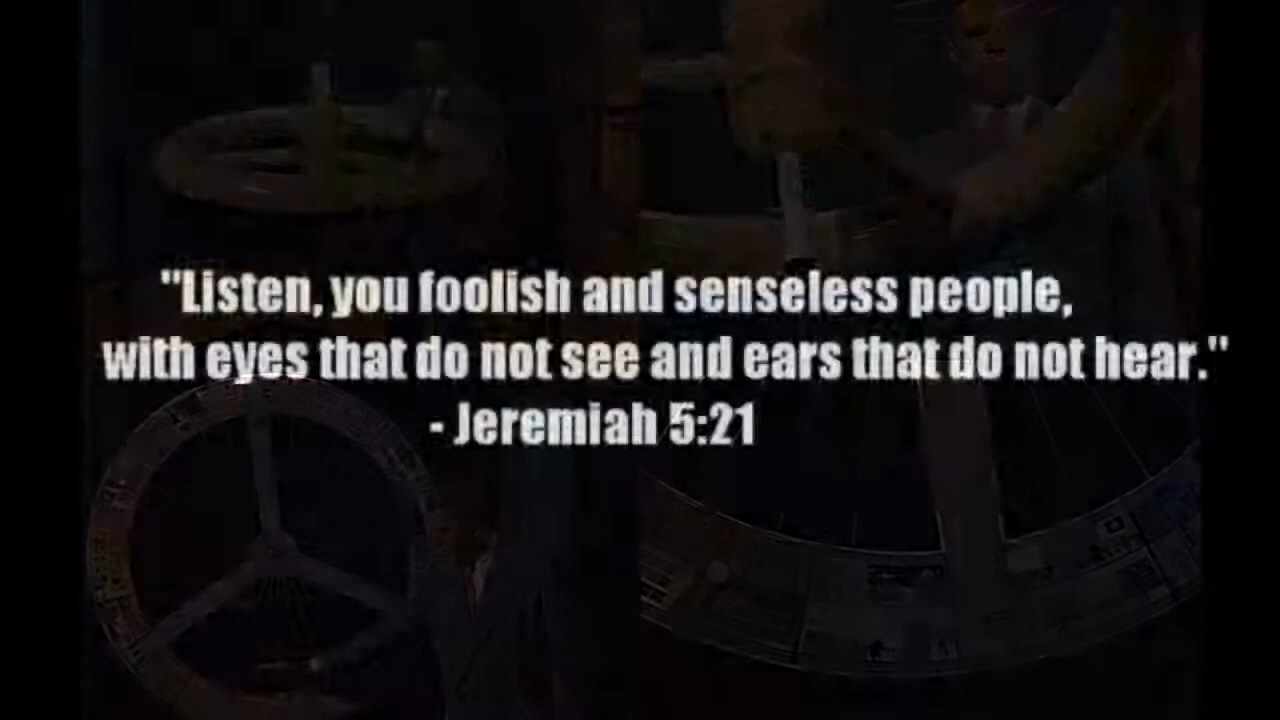 "Listen, you foolish and senseless people,
with eyes that do not see and ears that do not hear."
- Jeremiah 5:21